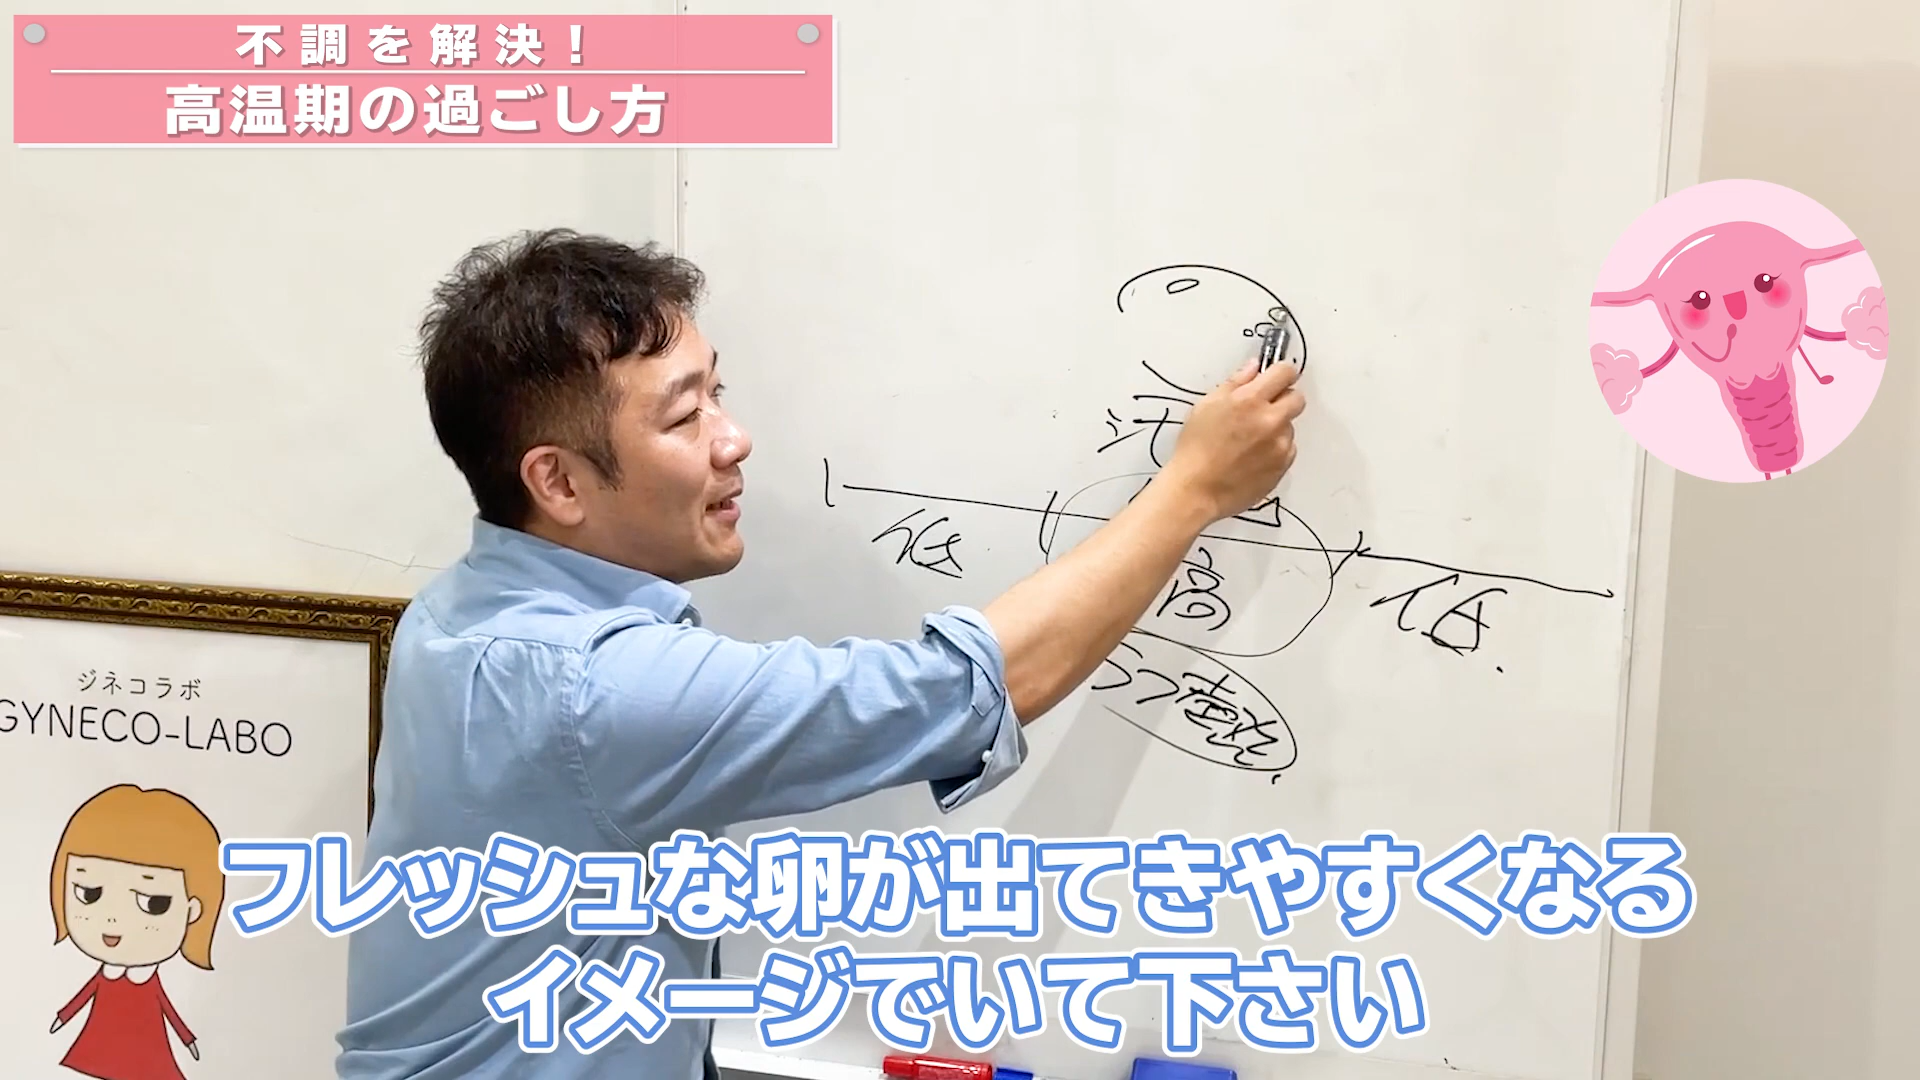 不調を解決！
高温期の過ごし方
汗
低
高
低
ジネコラボ
GYNECO-LABO
フレッシュな卵が出てきやすくなる
イメージでいて下さい